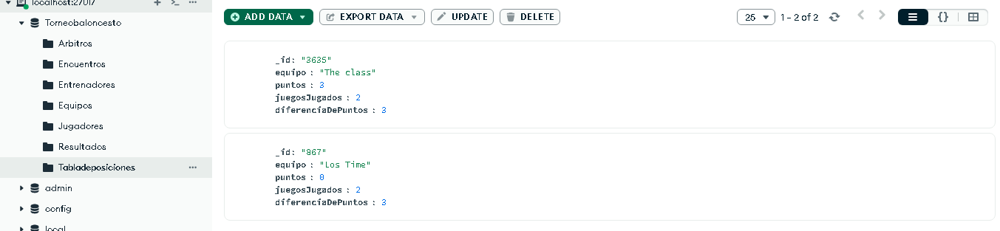 localhost:27017
Torneobaloncesto
Arbitros
Encuentros
Entrenadores
Equipos
Jugadores
Resultados
Tabladeposiciones
admin
config
local
ADD DATA
EXPORT DATA
UPDATE
DELETE
25
1 – 2 of 2
{}
_id: "3635"
equipo : "The class"
puntos : 3
juegosJugados : 2
diferenciaDePuntos : 3
_id: "867"
equipo : "Los Time"
puntos : 0
juegosJugados : 2
diferenciaDePuntos : 3